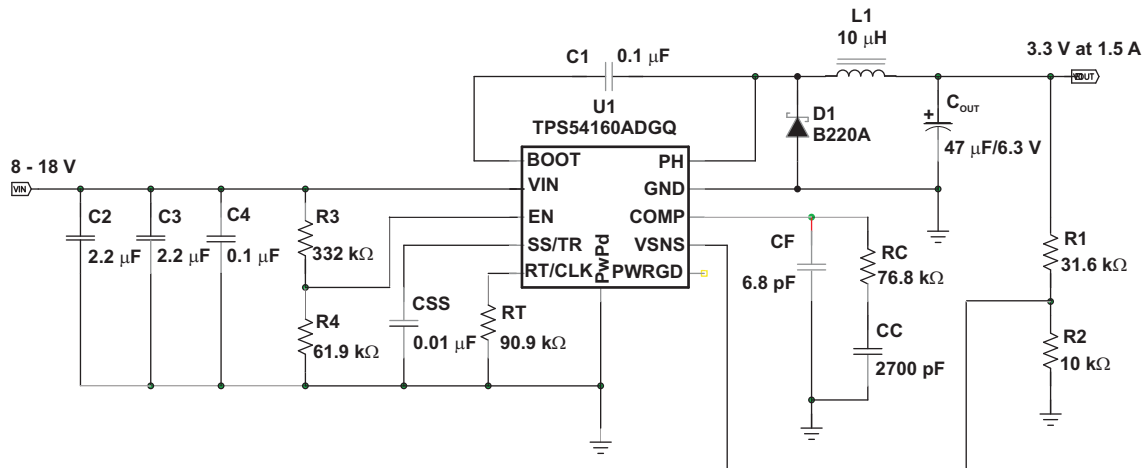 L1
10 μH
3.3 V at 1.5 A
VOUT
C1
0.1 μF
U1
TPS54160ADGQ
D1
B220A
COUT
47 μF/6.3 V
+
8 - 18 V
VIN
BOOT
VIN
EN
SS/TR
RT/CLK
PwPd
PH
GND
COMP
VSNS
PWRGD
C2
2.2 μF
C3
2.2 μF
C4
0.1 μF
R3
332 kΩ
R4
61.9 kΩ
CSS
0.01 μF
RT
90.9 kΩ
CF
6.8 pF
RC
76.8 kΩ
CC
2700 pF
R1
31.6 kΩ
R2
10 kΩ